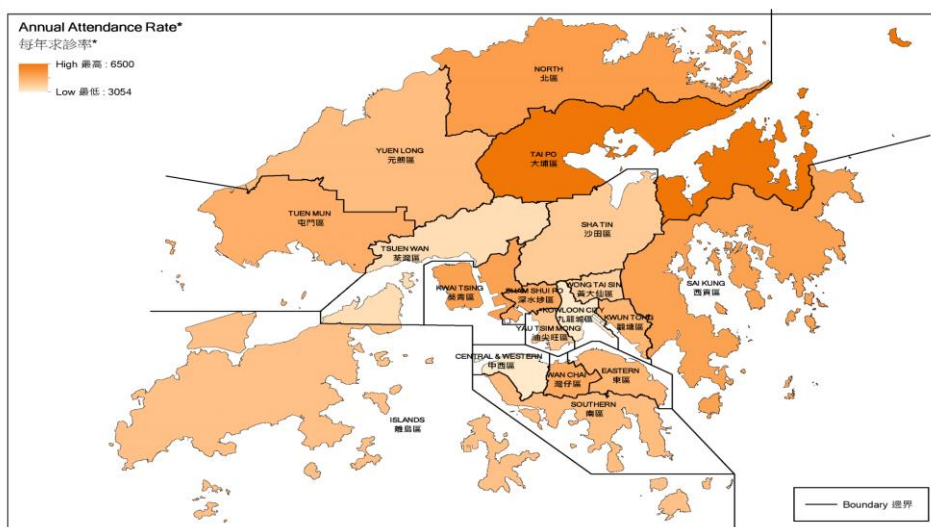 Annual Attendance Rate*
每年求診率*
High 最高 : 6500
Low 最低 : 3054
NORTH
北區
YUEN LONG
元朗區
TAI PO
大埔區
TUEN MUN
屯門區
SHA TIN
沙田區
TSUEN WAN
荃灣區
KWAI TSING
葵青區
SHAM SHUI PO
深水埗區
WONG TAI SIN
黃大仙區
SAI KUNG
西貢區
KOWLOON CITY
九龍城區
KWUN TONG
觀塘區
YAU TSIM MONG
油尖旺區
CENTRAL & WESTERN
中西區
WAN CHAI
灣仔區
EASTERN
東區
SOUTHERN
南區
ISLANDS
離島區
Boundary 邊界